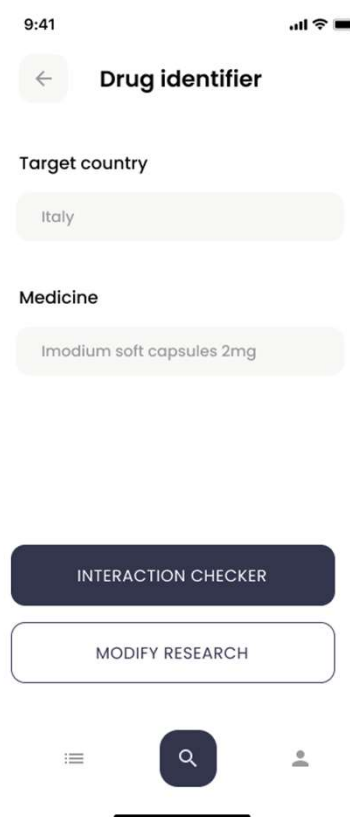 9:41
Drug identifier
Target country
Italy
Medicine
Imodium soft capsules 2mg
INTERACTION CHECKER
MODIFY RESEARCH